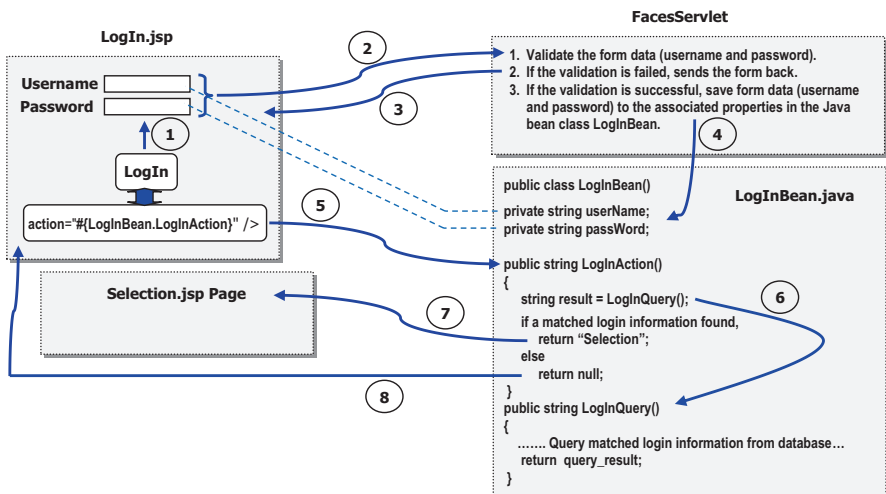 LogIn.jsp
Username
Password
1
LogIn
action="#{LogInBean.LogInAction}" />
2
3
FacesServlet
1. Validate the form data (username and password).
2. If the validation is failed, sends the form back.
3. If the validation is successful, save form data (username
and password) to the associated properties in the Java
bean class LogInBean.
4
5
LogInBean.java
public class LogInBean()
private string userName;
private string passWord;
public string LogInAction()
{
string result = LogInQuery();
if a matched login information found,
return “Selection”;
else
return null;
}
public string LogInQuery()
{
……. Query matched login information from database…
return query_result;
}
6
Selection.jsp Page
7
8